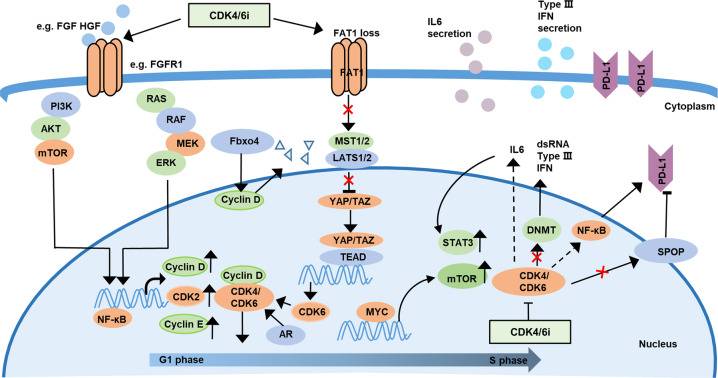 e.g. FGF HGF
CDK4/6i
FAT1 loss
IL6
secretion
Type Ⅲ
IFN
secretion
e.g. FGFR1
FAT1
PD-L1
PD-L1
Cytoplasm
PI3K
AKT
mTOR
RAS
RAF
MEK
ERK
Fbxo4
Cyclin D
MST1/2
LATS1/2
YAP/TAZ
YAP/TAZ
TEAD
IL6
dsRNA
Type Ⅲ
IFN
PD-L1
STAT3
DNMT
NF-κB
SPOP
mTOR
CDK4/
CDK6
CDK4/6i
Cyclin D
CDK2
Cyclin E
NF-κB
Cyclin D
CDK4/
CDK6
CDK6
AR
MYC
Nucleus
G1 phase
S phase